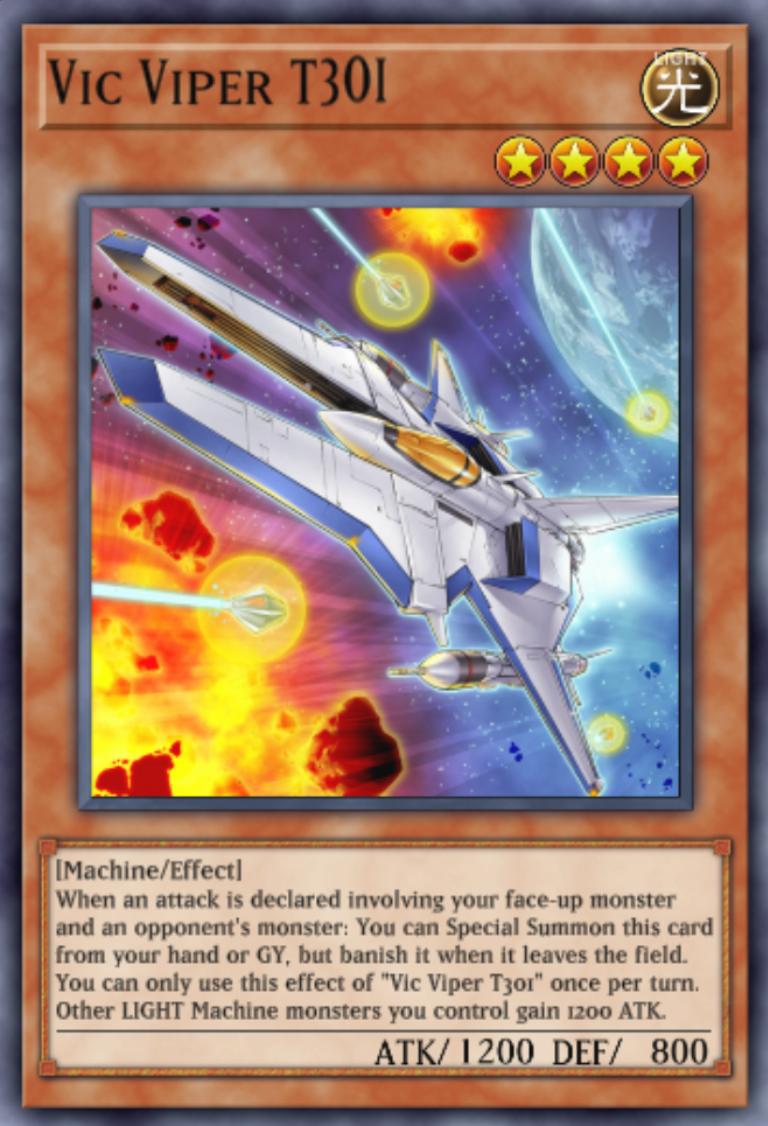 Vic Viper T301
LIGHT
光
[Machine/Effect]
When an attack is declared involving your face-up monster
and an opponent's monster: You can Special Summon this card
from your hand or GY, but banish it when it leaves the field.
You can only use this effect of "Vic Viper T301" once per turn.
Other LIGHT Machine monsters you control gain 1200 ATK.
ATK/ 1200 DEF/ 800